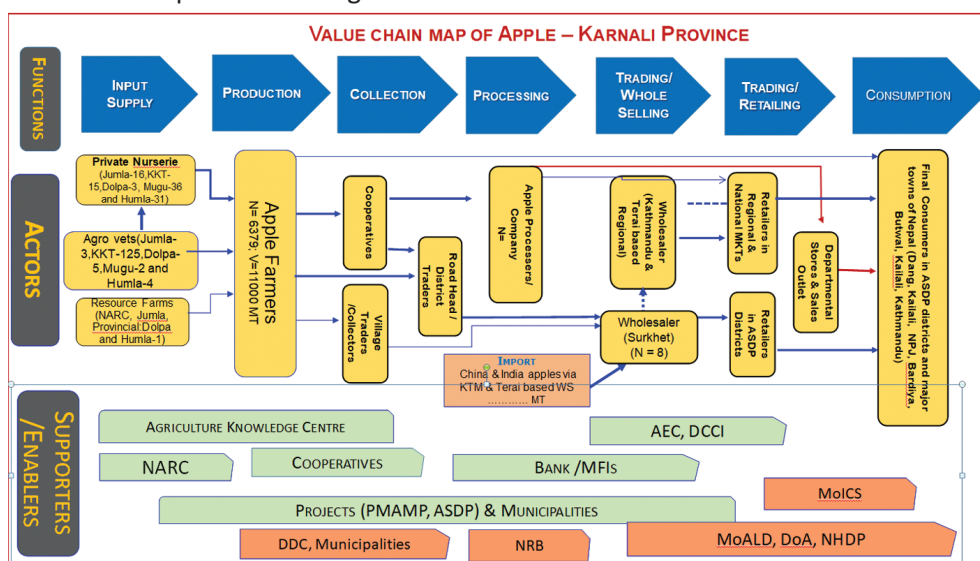 VALUE CHAIN MAP OF APPLE – KARNALI PROVINCE
FUNCTIONS
INPUT
SUPPLY
PRODUCTION
COLLECTION
PROCESSING
TRADING/
WHOLE
SELLING
TRADING/
RETAILING
CONSUMPTION
ACTORS
Private Nurserie
(Jumla-16,KKT-
15,Dolpa-3, Mugu-36
and Humla-31)
Agro vets(Jumla-
3,KKT-125,Dolpa-
5,Mugu-2 and
Humla-4
Resource Farms
(NARC, Jumla,
Provincial:Dolpa
and Humla-1)
Apple Farmers
N= 6379; V=11000 MT
Cooperatives
Village
Traders
/Collectors
Road Head /
District
Traders
Apple Processers/
Company
N=
Wholesaler
(Kathmandu &
Terai based
Regional)
Wholesaler
(Surkhet)
(N = 8)
IMPORT
China & India apples via
KTM & Terai based WS
………… MT
Retailers in
Regional &
National MKTs
Retailers
in ASDP
Districts
Departmental
Stores & Sales
Outlet
Final Consumers in ASDP districts and major
towns of Nepal (Dang, Kailali, NPJ, Bardiya,
Butwal, Kailali, Kathmandu)
SUPPORTERS
/ENABLERS
AGRICULTURE KNOWLEDGE CENTRE
AEC, DCCI
NARC
COOPERATIVES
BANK /MFIS
MoICS
PROJECTS (PMAMP, ASDP) & MUNICIPALITIES
DDC, Municipalities
NRB
MoALD, DoA, NHDP